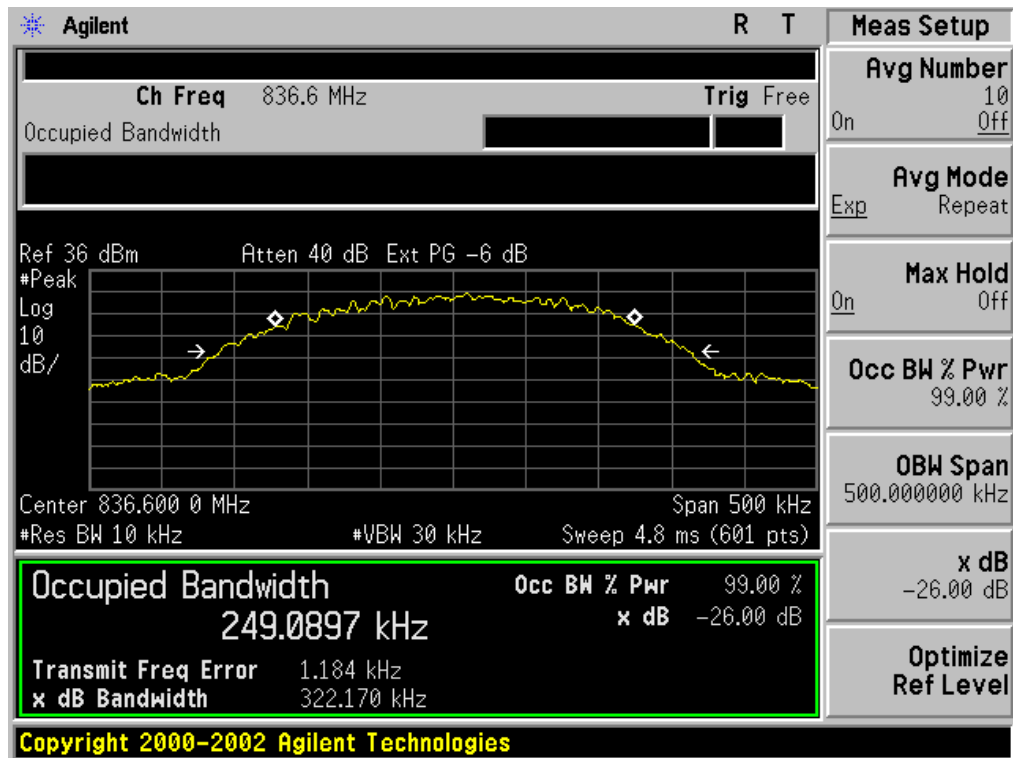 Agilent
R T
Ch Freq 836.6 MHz
Trig Free
Occupied Bandwidth
Ref 36 dBm
Atten 40 dB
Ext PG -6 dB
#Peak
Log
10
dB/
Center 836.600 0 MHz
Span 500 kHz
#Res BW 10 kHz
#VBW 30 kHz
Sweep 4.8 ms (601 pts)
Occupied Bandwidth
249.0897 kHz
Occ BW % Pwr 99.00 %
x dB -26.00 dB
Transmit Freq Error 1.184 kHz
x dB Bandwidth 322.170 kHz
Copyright 2000-2002 Agilent Technologies
Meas Setup
Avg Number
10
On Off
Avg Mode
Exp Repeat
Max Hold
On Off
Occ BW % Pwr
99.00 %
OBW Span
500.000000 kHz
x dB
-26.00 dB
Optimize
Ref Level